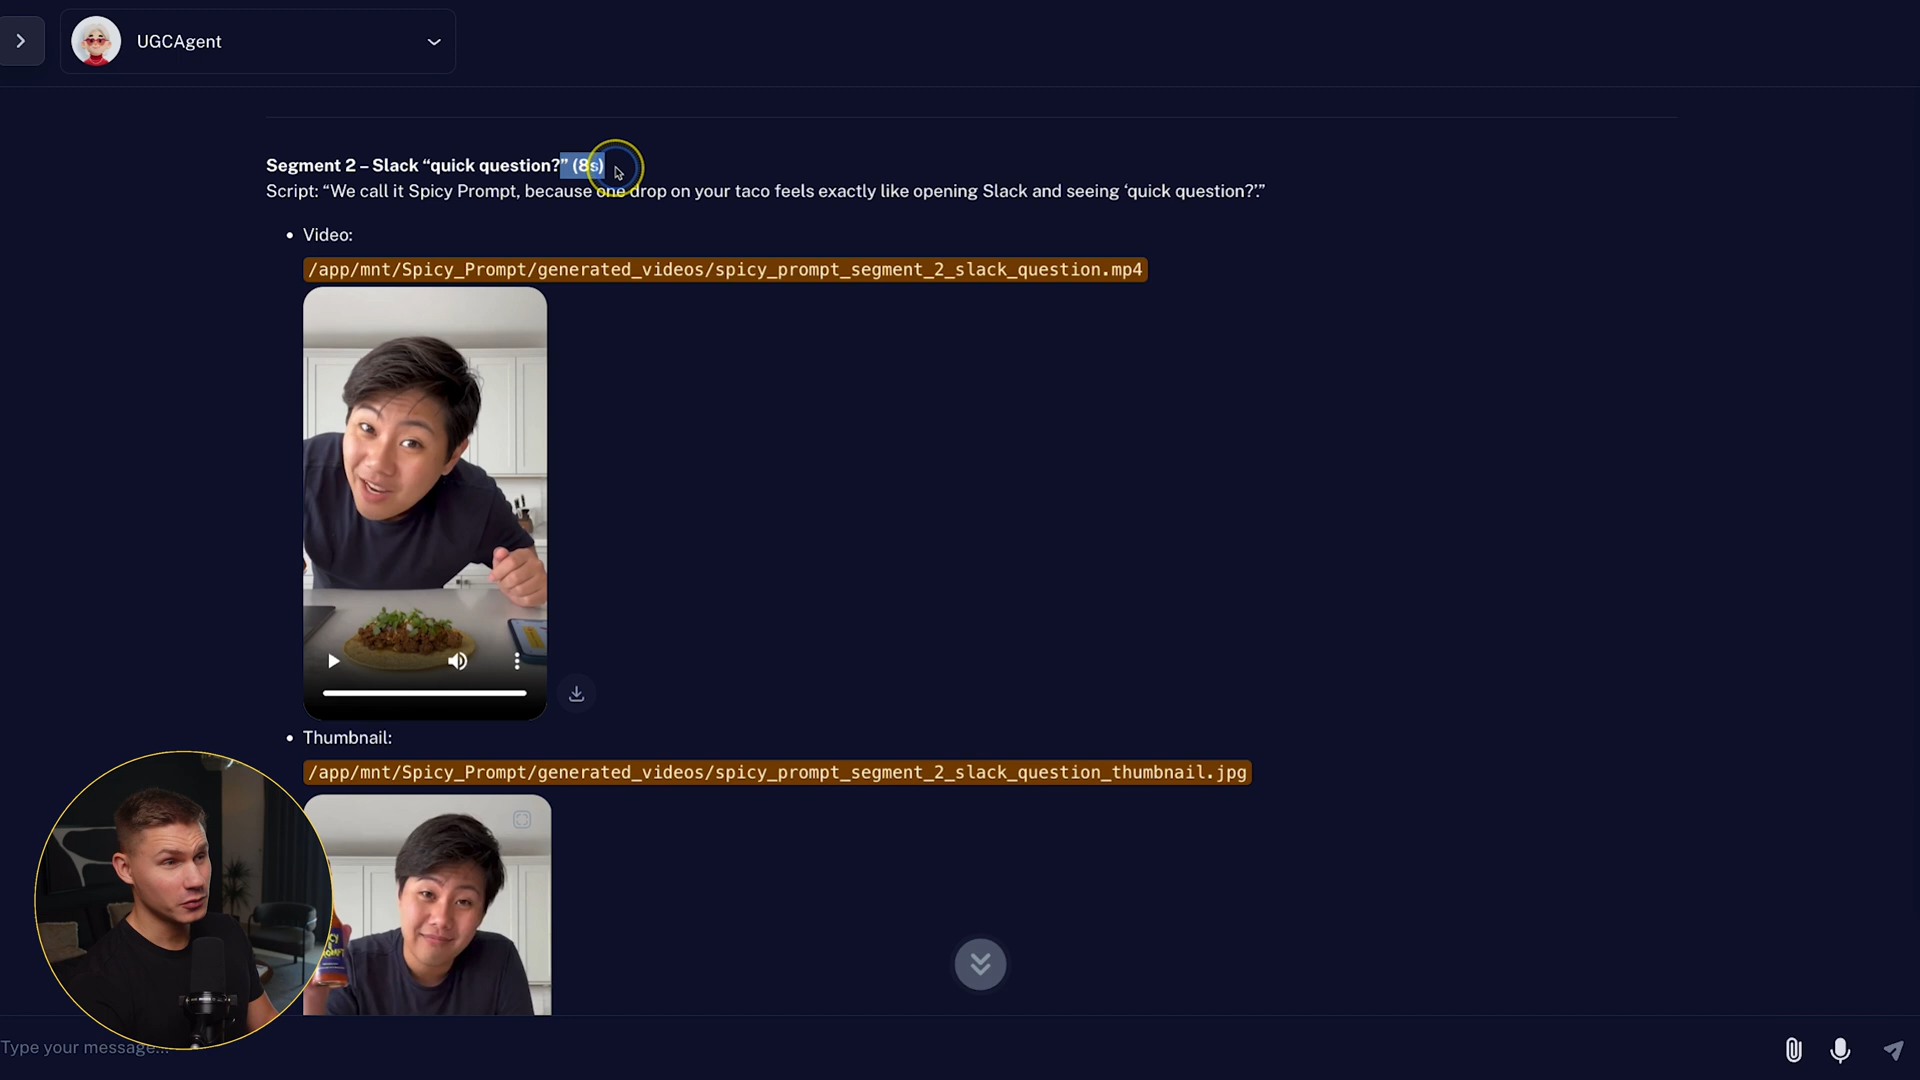 UGCAgent
Segment 2 – Slack “quick question?” (8s)
Script: “We call it Spicy Prompt, because one drop on your taco feels exactly like opening Slack and seeing ‘quick question?’.”
Video:
/app/mnt/Spicy_Prompt/generated_videos/spicy_prompt_segment_2_slack_question.mp4
Thumbnail:
/app/mnt/Spicy_Prompt/generated_videos/spicy_prompt_segment_2_slack_question_thumbnail.jpg
Type your message...